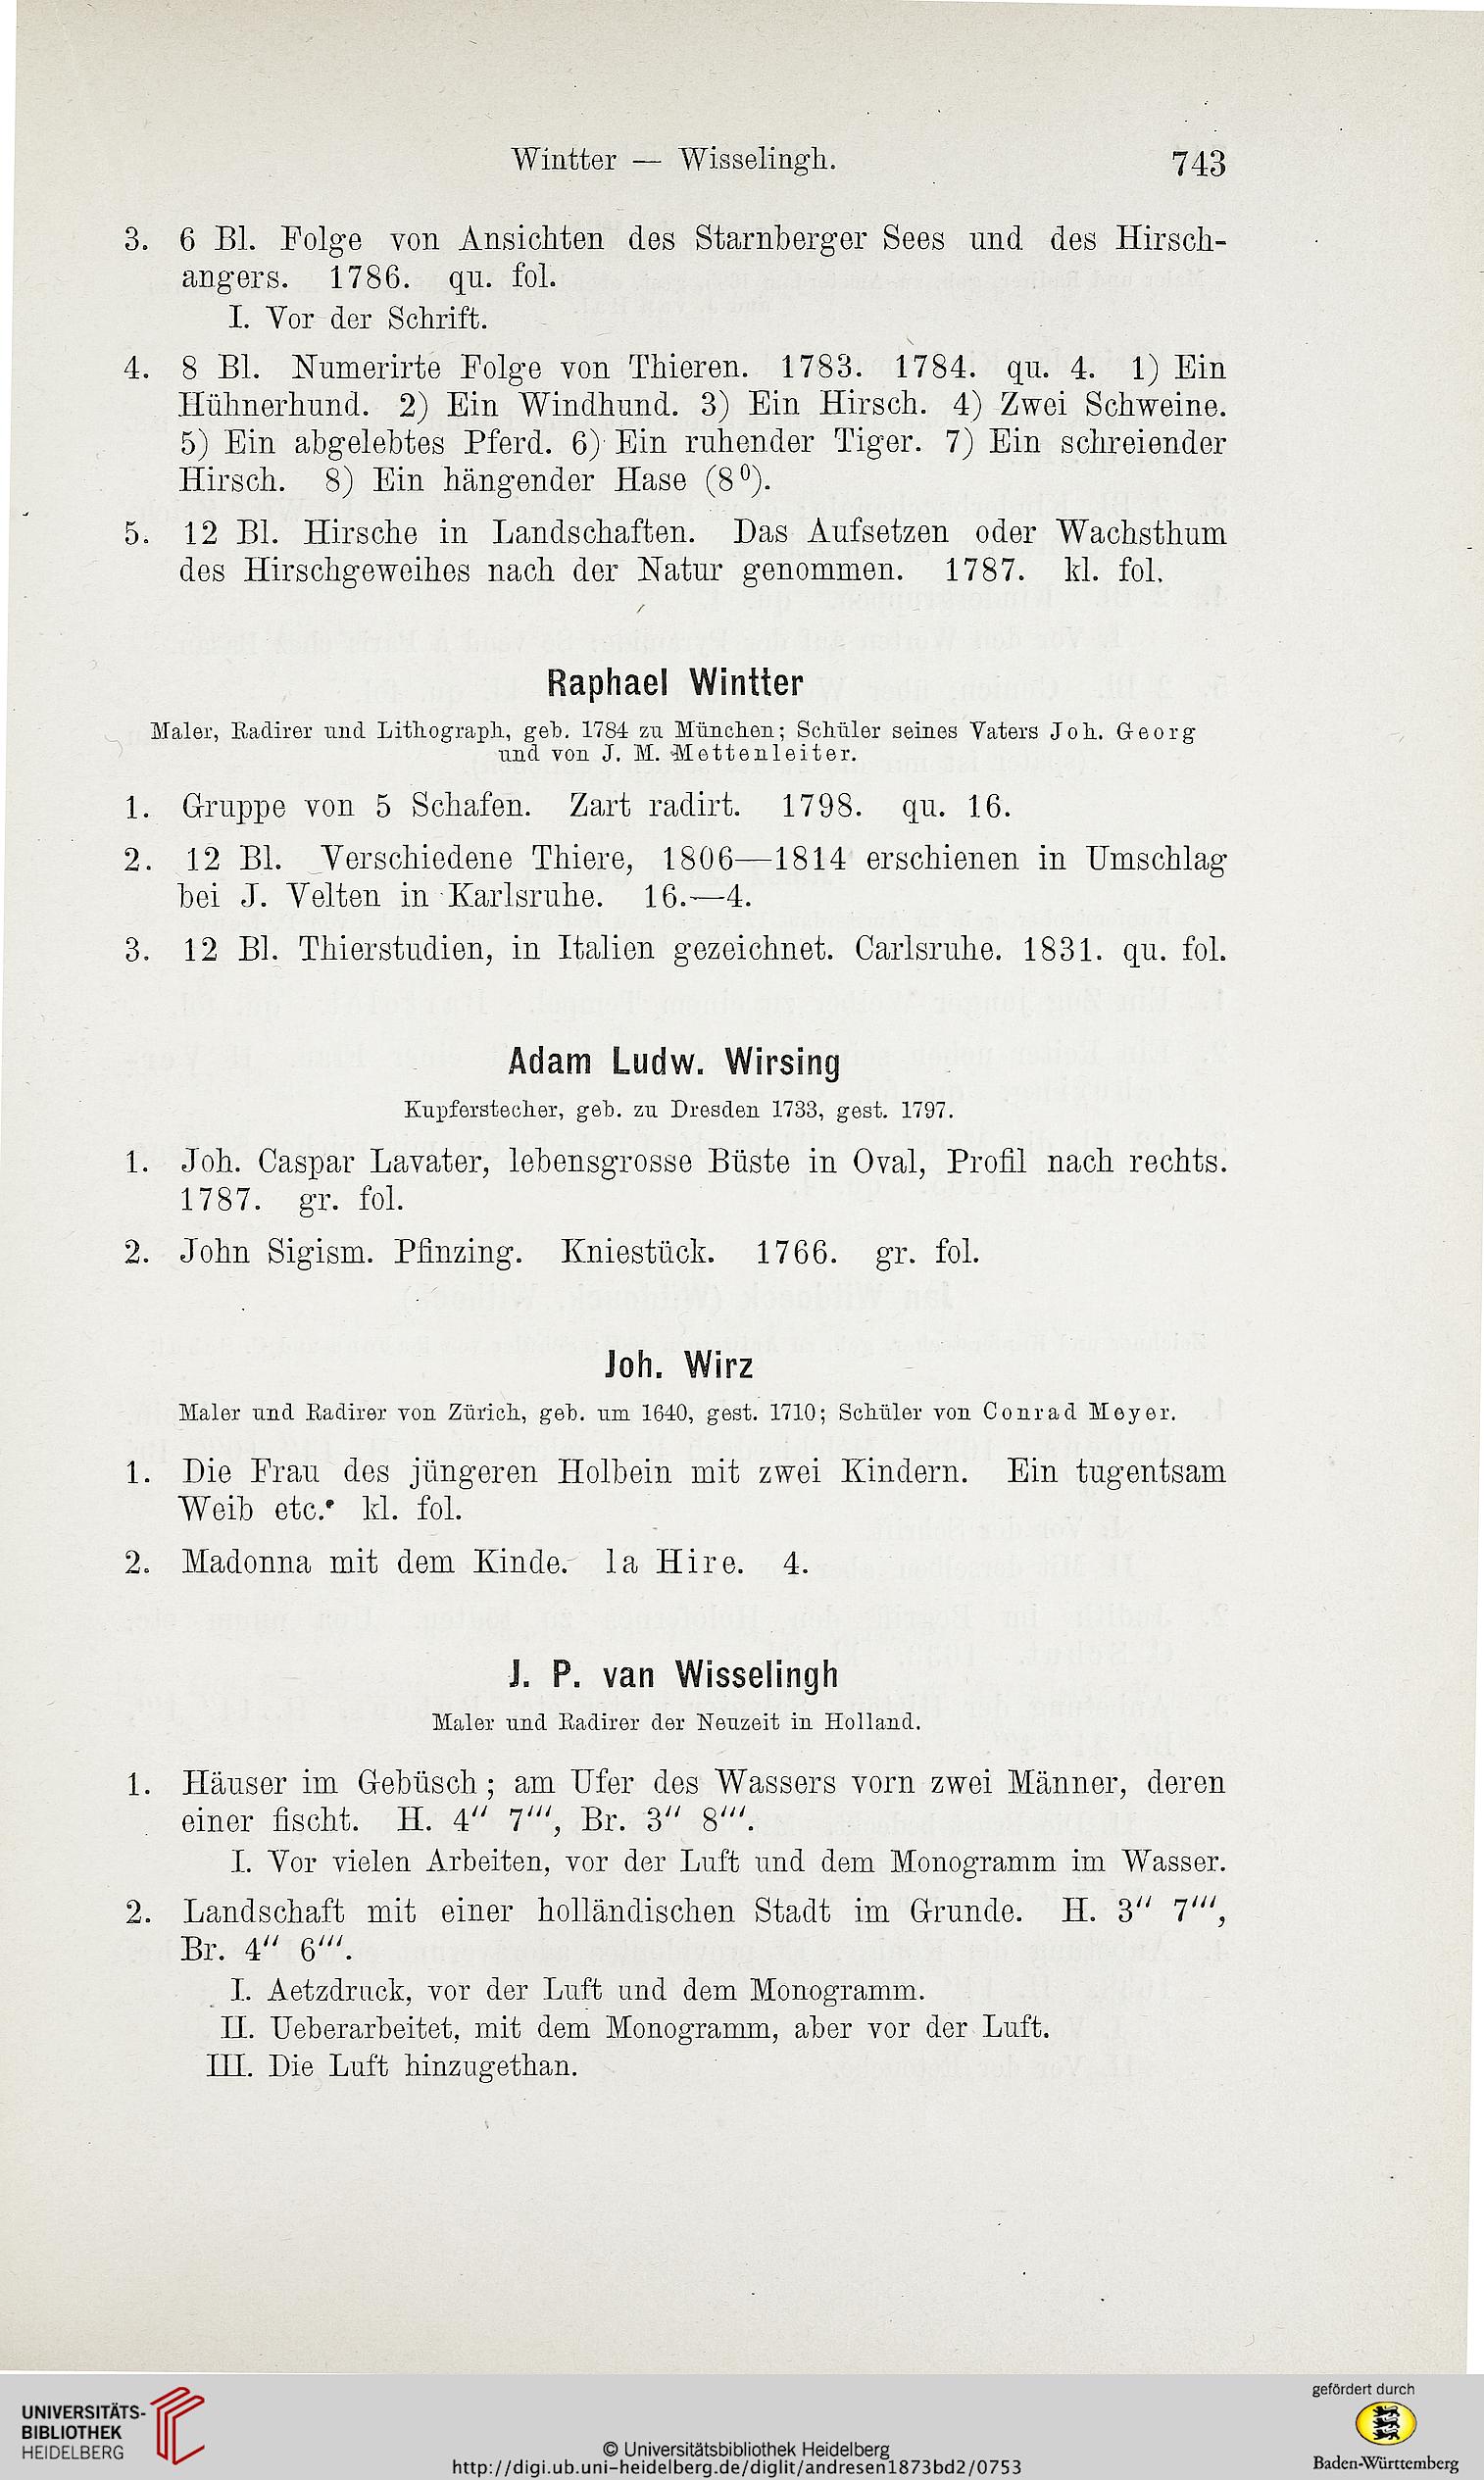 Wintter — Wisselingh. 743
3. 6 Bl. Folge von Ansichten des Starnberger Sees und des Hirsch-
angers. 1786. qu. fol.
I. Vor der Schrift.
4. 8 Bl. Numerirte Folge von Thieren. 1783. 1784. qu. 4. 1) Ein
Hühnerhund. 2) Ein Windhund. 3) Ein Hirsch. 4) Zwei Schweine.
5) Ein abgelebtes Pferd. 6) Ein ruhender Tiger. 7) Ein schreiender
Hirsch. 8) Ein hängender Hase (8⁰).
5. 12 Bl. Hirsche in Landschaften. Das Aufsetzen oder Wachsthum
des Hirschgeweihes nach der Natur genommen. 1787. kl. fol.
Raphael Wintter
Maler, Radirer und Lithograph, geb. 1784 zu München; Schüler seines Vaters Joh. Georg
und von J. M. Mettenleiter.
1. Gruppe von 5 Schafen. Zart radirt. 1798. qu. 16.
2. 12 Bl. Verschiedene Thiere, 1806—1814 erschienen in Umschlag
bei J. Velten in Karlsruhe. 16.—4.
3. 12 Bl. Thierstudien, in Italien gezeichnet. Carlsruhe. 1831. qu. fol.
Adam Ludw. Wirsing
Kupferstecher, geb. zu Dresden 1733, gest. 1797.
1. Joh. Caspar Lavater, lebensgrosse Büste in Oval, Profil nach rechts.
1787. gr. fol.
2. John Sigism. Pfinzing. Kniestück. 1766. gr. fol.
Joh. Wirz
Maler und Radirer von Zürich, geb. um 1640, gest. 1710; Schüler von Conrad Meyer.
1. Die Frau des jüngeren Holbein mit zwei Kindern. Ein tugentsam
Weib etc. kl. fol.
2. Madonna mit dem Kinde. la Hire. 4.
J. P. van Wisselingh
Maler und Radirer der Neuzeit in Holland.
1. Häuser im Gebüsch; am Ufer des Wassers vorn zwei Männer, deren
einer fischt. H. 4″ 7‴, Br. 3″ 8‴.
I. Vor vielen Arbeiten, vor der Luft und dem Monogramm im Wasser.
2. Landschaft mit einer holländischen Stadt im Grunde. H. 3″ 7‴,
Br. 4″ 6‴.
I. Aetzdruck, vor der Luft und dem Monogramm.
II. Ueberarbeitet, mit dem Monogramm, aber vor der Luft.
III. Die Luft hinzugethan.
UNIVERSITÄTS-
BIBLIOTHEK
HEIDELBERG
© Universitätsbibliothek Heidelberg
http://digi.ub.uni-heidelberg.de/diglit/andresen1873bd2/0753
gefördert durch
Baden-Württemberg